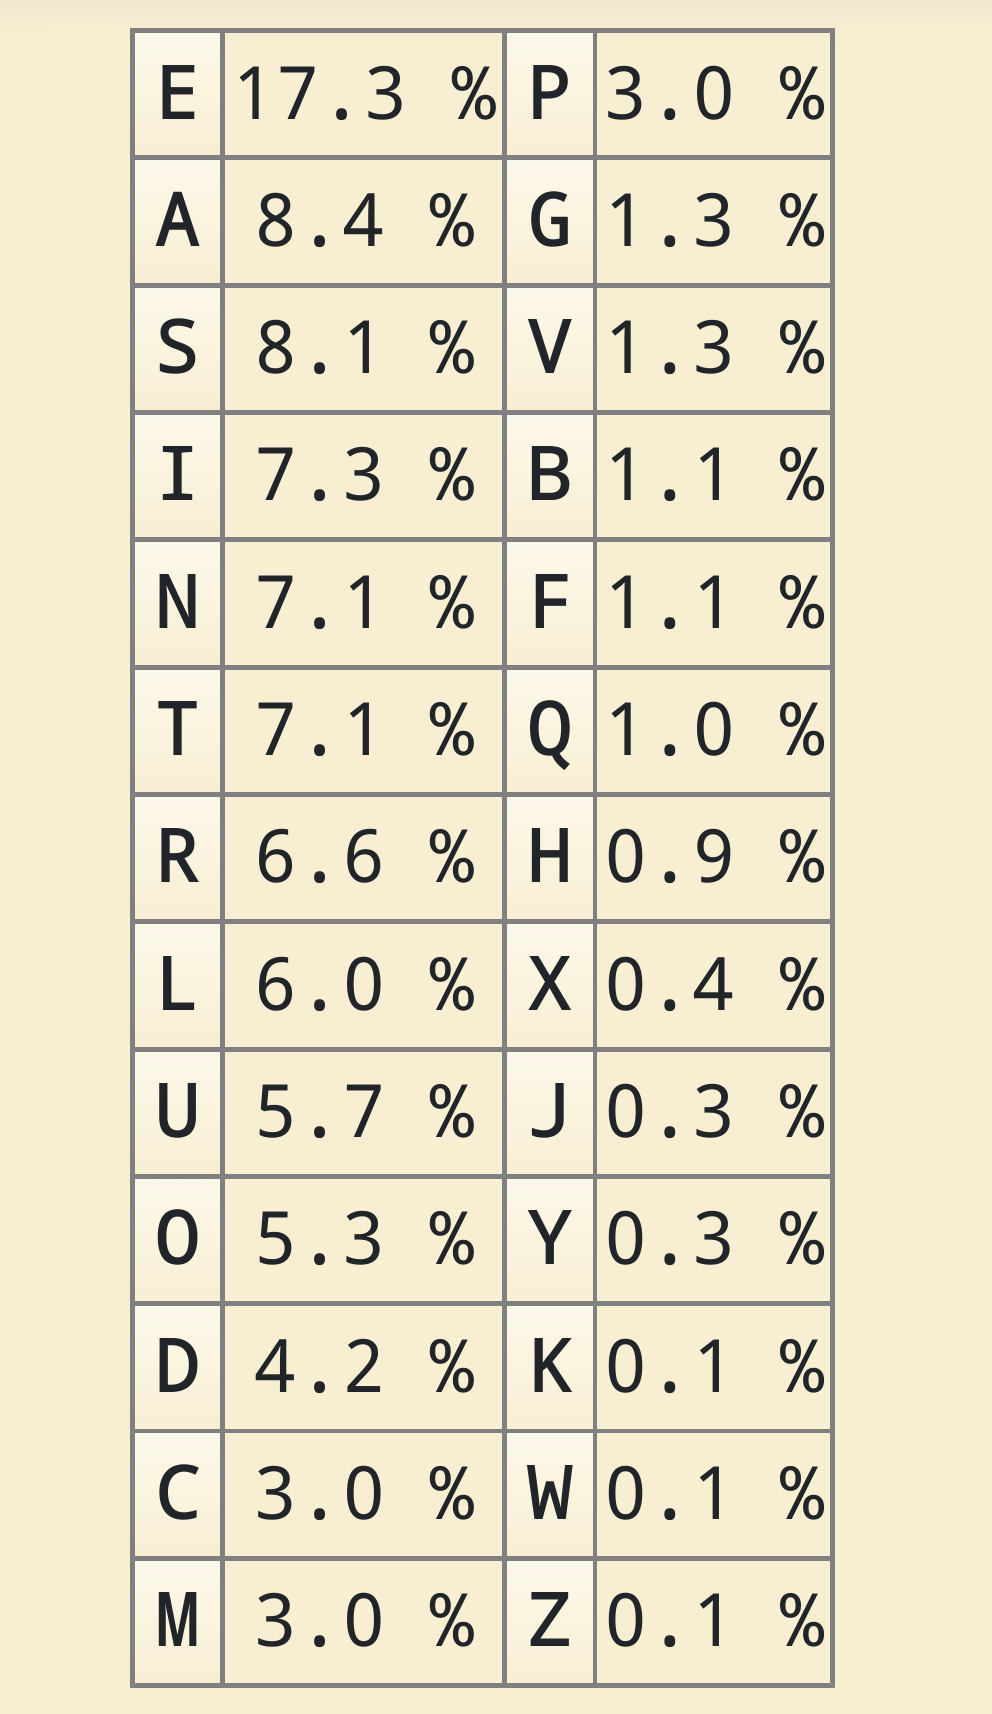 E 17.3 % P 3.0 %
A 8.4 % G 1.3 %
S 8.1 % V 1.3 %
I 7.3 % B 1.1 %
N 7.1 % F 1.1 %
T 7.1 % Q 1.0 %
R 6.6 % H 0.9 %
L 6.0 % X 0.4 %
U 5.7 % J 0.3 %
O 5.3 % Y 0.3 %
D 4.2 % K 0.1 %
C 3.0 % W 0.1 %
M 3.0 % Z 0.1 %